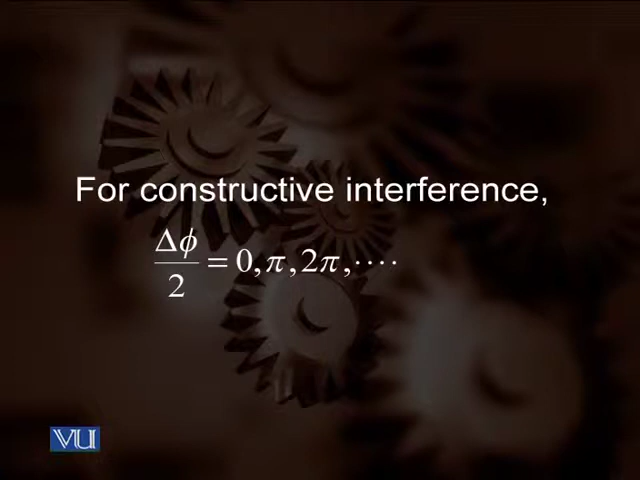 For constructive interference,
Δϕ/2 = 0, π, 2π, ····
VU